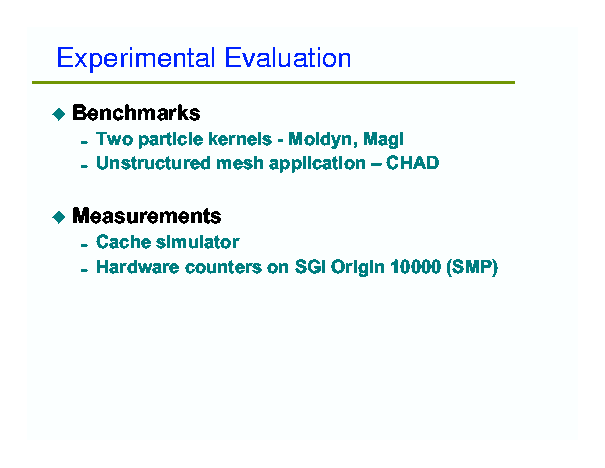 Experimental Evaluation
◆ Benchmarks
– Two particle kernels - Moldyn, Magi
– Unstructured mesh application – CHAD
◆ Measurements
– Cache simulator
– Hardware counters on SGI Origin 10000 (SMP)